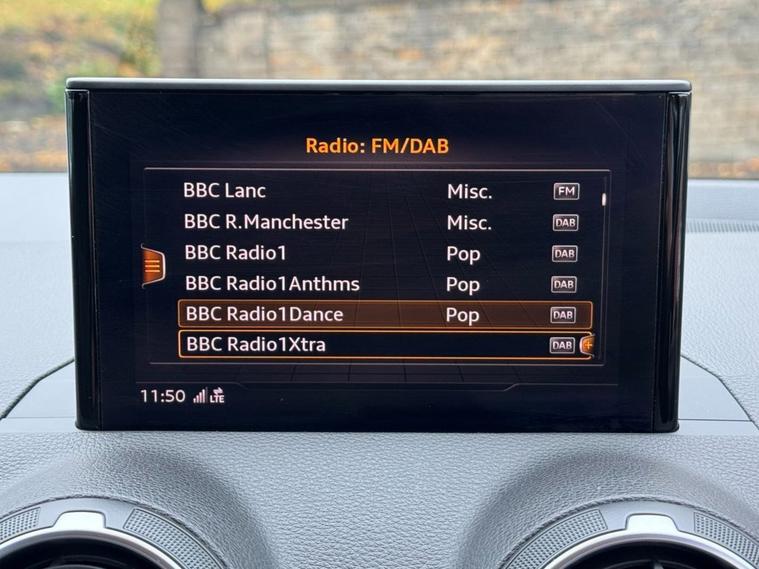 Radio: FM/DAB
BBC Lanc Misc. FM
BBC R.Manchester Misc. DAB
BBC Radio1 Pop DAB
BBC Radio1Anthms Pop DAB
BBC Radio1Dance Pop DAB
BBC Radio1Xtra DAB
11:50 LTE